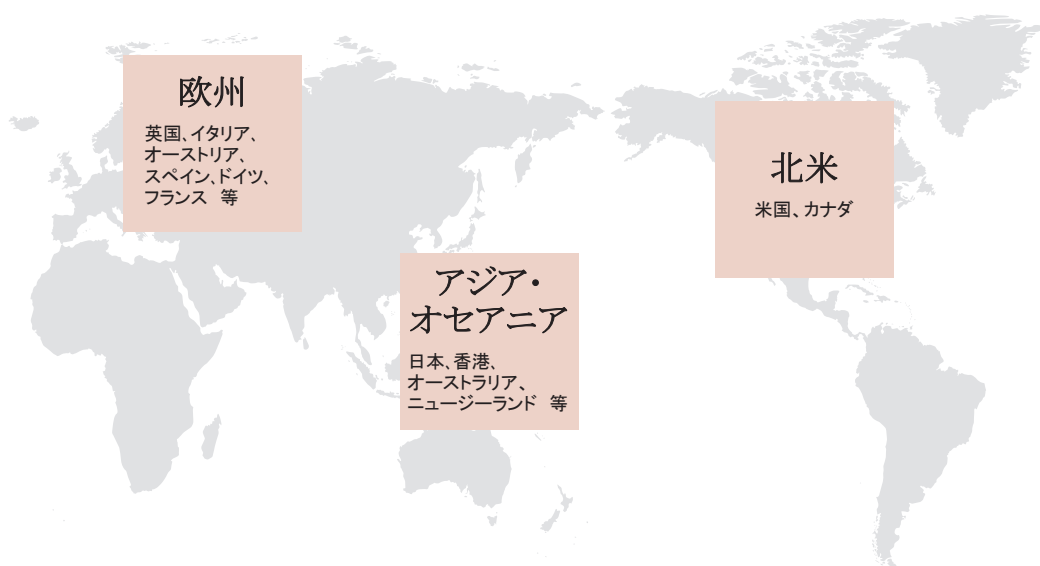 欧州
英国、イタリア、
オーストリア、
スペイン、ドイツ、
フランス 等
アジア・
オセアニア
日本、香港、
オーストラリア、
ニュージーランド 等
北米
米国、カナダ